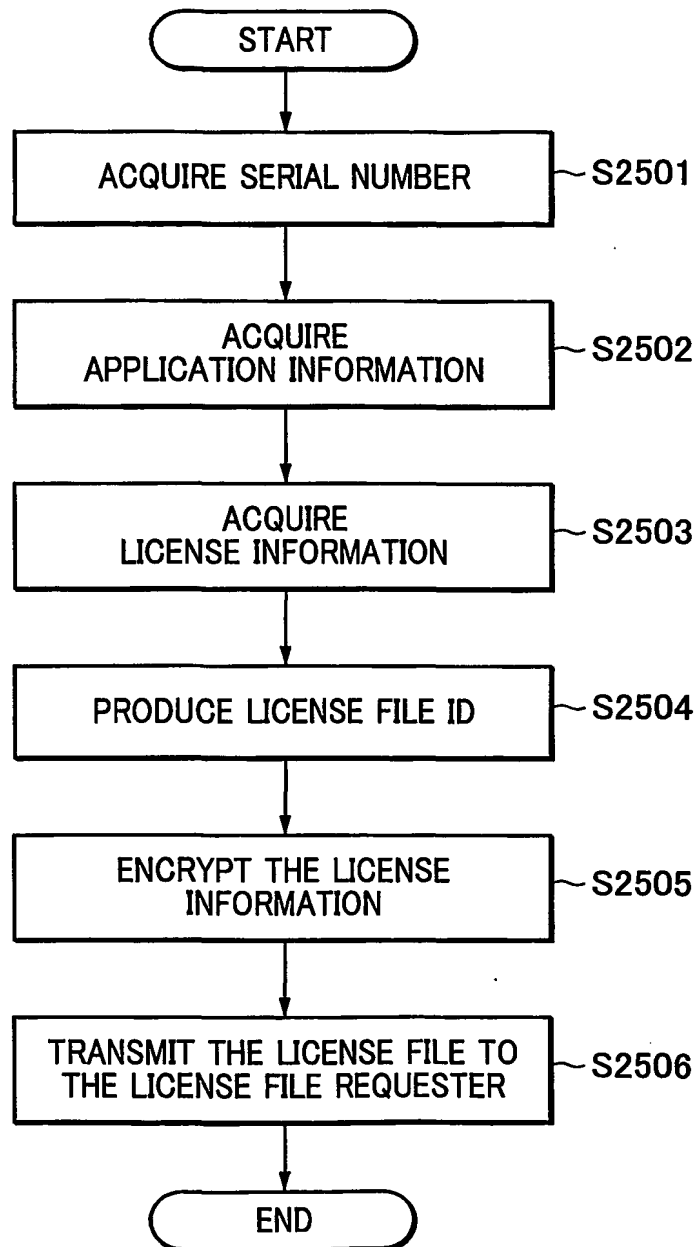 START
ACQUIRE SERIAL NUMBER
S2501
ACQUIRE
APPLICATION INFORMATION
S2502
ACQUIRE
LICENSE INFORMATION
S2503
PRODUCE LICENSE FILE ID
S2504
ENCRYPT THE LICENSE
INFORMATION
S2505
TRANSMIT THE LICENSE FILE TO
THE LICENSE FILE REQUESTER
S2506
END